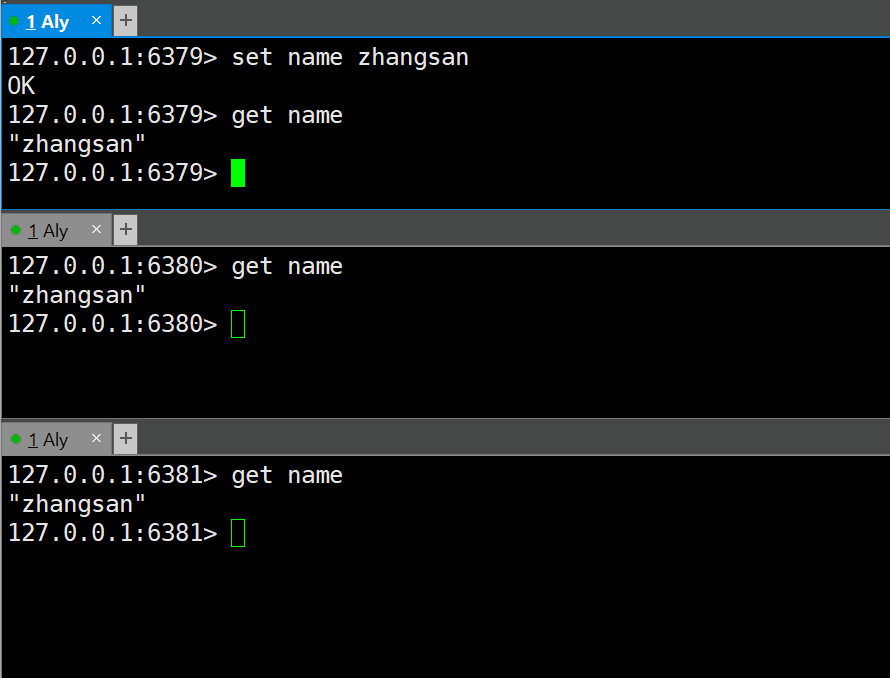 1 Aly × +
127.0.0.1:6379> set name zhangsan
OK
127.0.0.1:6379> get name
"zhangsan"
127.0.0.1:6379>
1 Aly × +
127.0.0.1:6380> get name
"zhangsan"
127.0.0.1:6380>
1 Aly × +
127.0.0.1:6381> get name
"zhangsan"
127.0.0.1:6381>